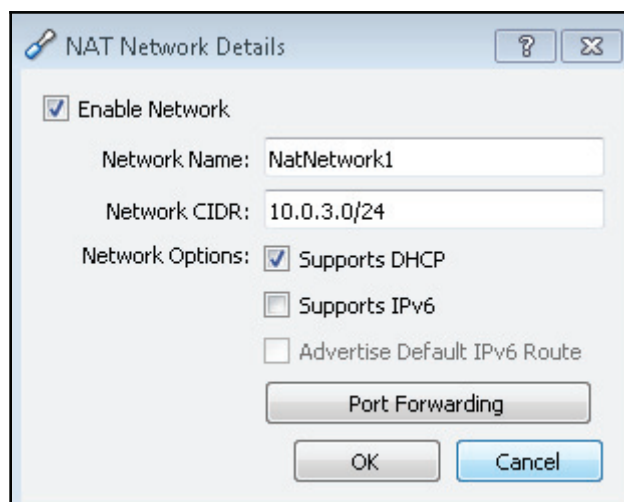 NAT Network Details
Enable Network
Network Name: NatNetwork1
Network CIDR: 10.0.3.0/24
Network Options: Supports DHCP
Supports IPv6
Advertise Default IPv6 Route
Port Forwarding
OK Cancel